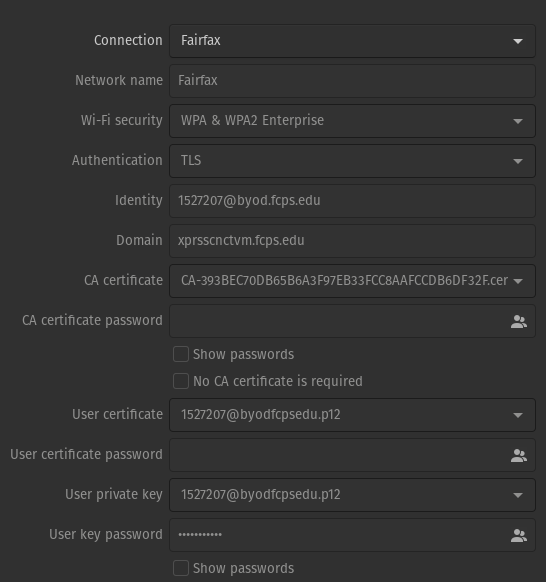 Connection Fairfax
Network name Fairfax
Wi-Fi security WPA & WPA2 Enterprise
Authentication TLS
Identity 1527207@byod.fcps.edu
Domain xprsscnctvm.fcps.edu
CA certificate CA-393BEC70DB65B6A3F97EB33FCC8AAFCCDB6DF32F.cer
CA certificate password
Show passwords
No CA certificate is required
User certificate 1527207@byodfcpsedu.p12
User certificate password
User private key 1527207@byodfcpsedu.p12
User key password •••••••••••
Show passwords